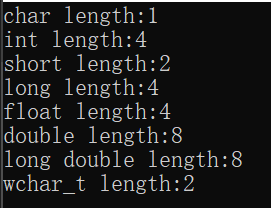 char length:1
int length:4
short length:2
long length:4
float length:4
double length:8
long double length:8
wchar_t length:2